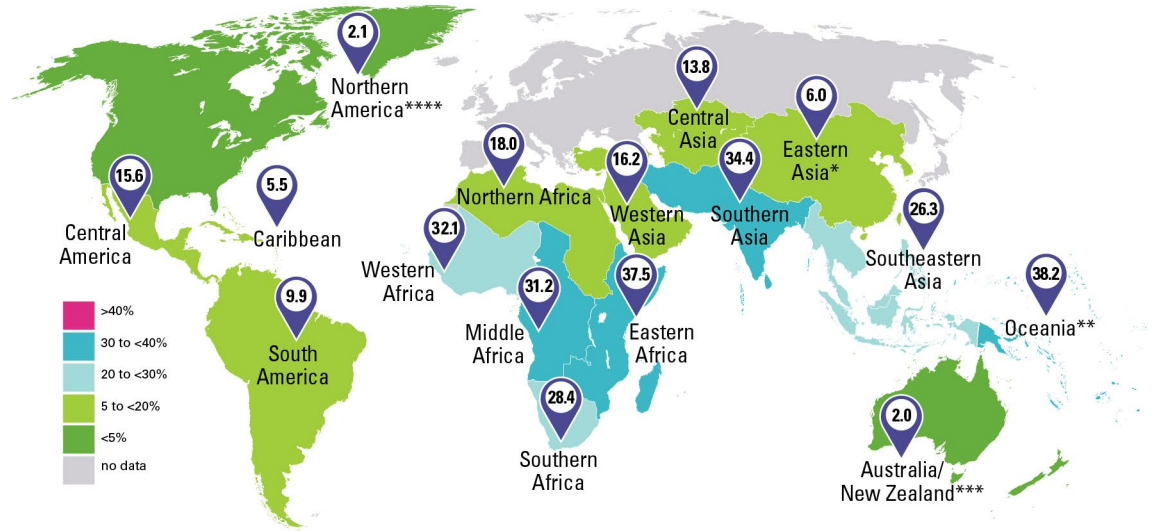 2.1
Northern
America****
13.8
Central
Asia
6.0
Eastern
Asia*
18.0
Northern Africa
16.2
Western
Asia
34.4
Southern
Asia
15.6
Central
America
5.5
Caribbean
26.3
Southeastern
Asia
32.1
Western
Africa
31.2
Middle
Africa
37.5
Eastern
Africa
38.2
Oceania**
9.9
South
America
28.4
Southern
Africa
2.0
Australia/
New Zealand***
>40%
30 to <40%
20 to <30%
5 to <20%
<5%
no data